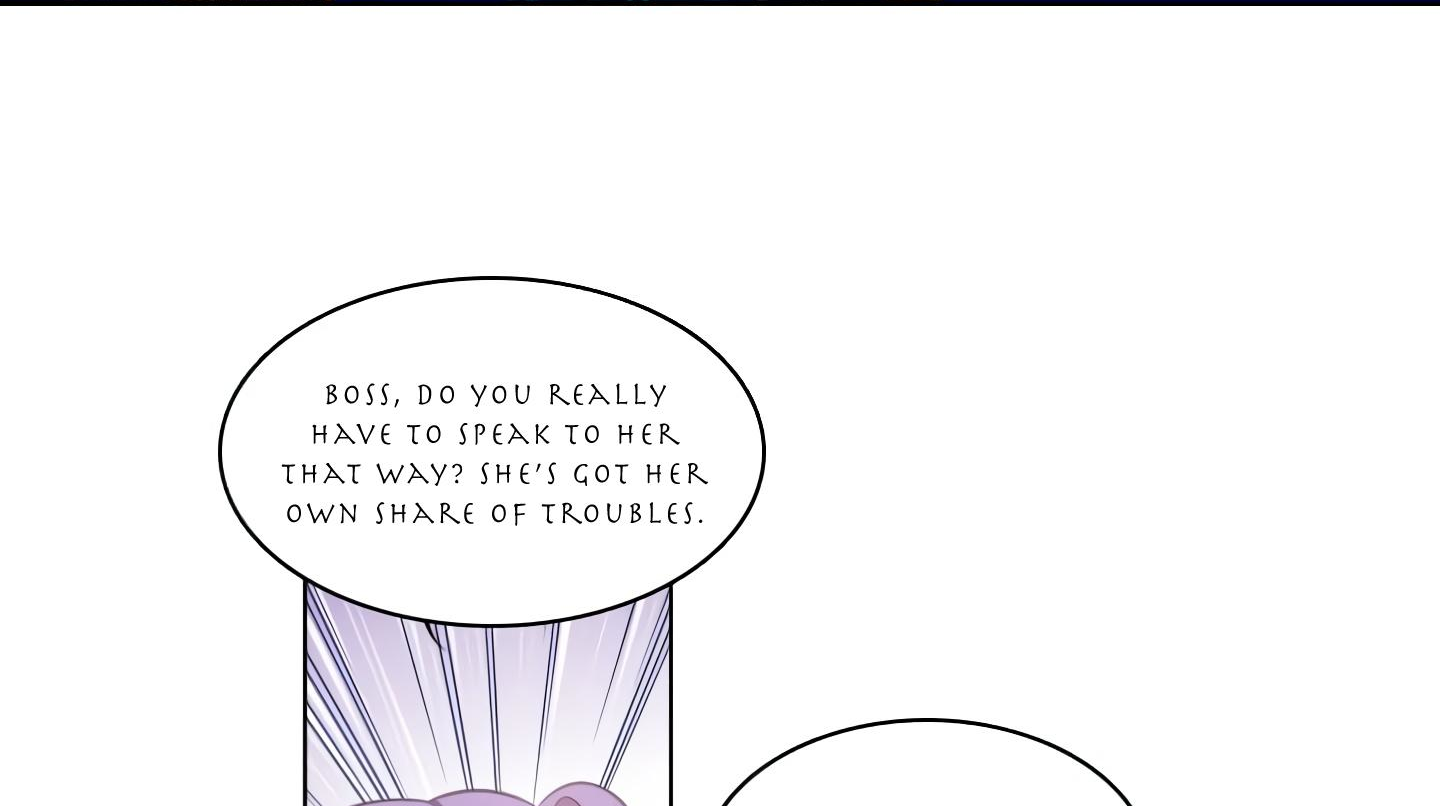 BOSS, DO YOU REALLY
HAVE TO SPEAK TO HER
THAT WAY? SHE'S GOT HER
OWN SHARE OF TROUBLES.